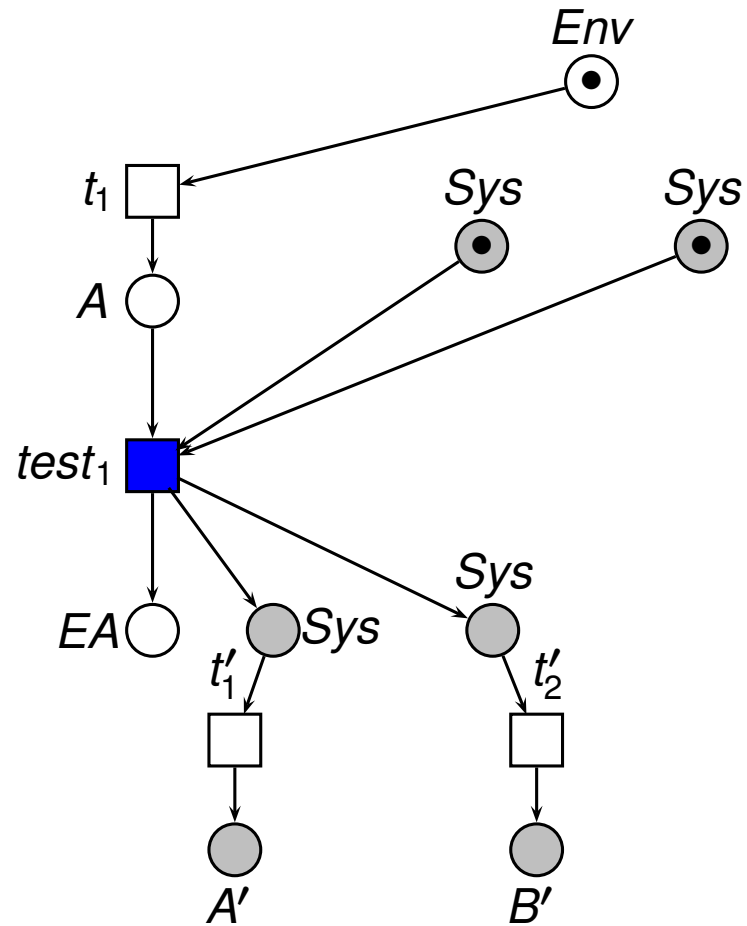 Env
t₁
Sys
Sys
A
test₁
Sys
EA
Sys
t′₁
t′₂
A′
B′